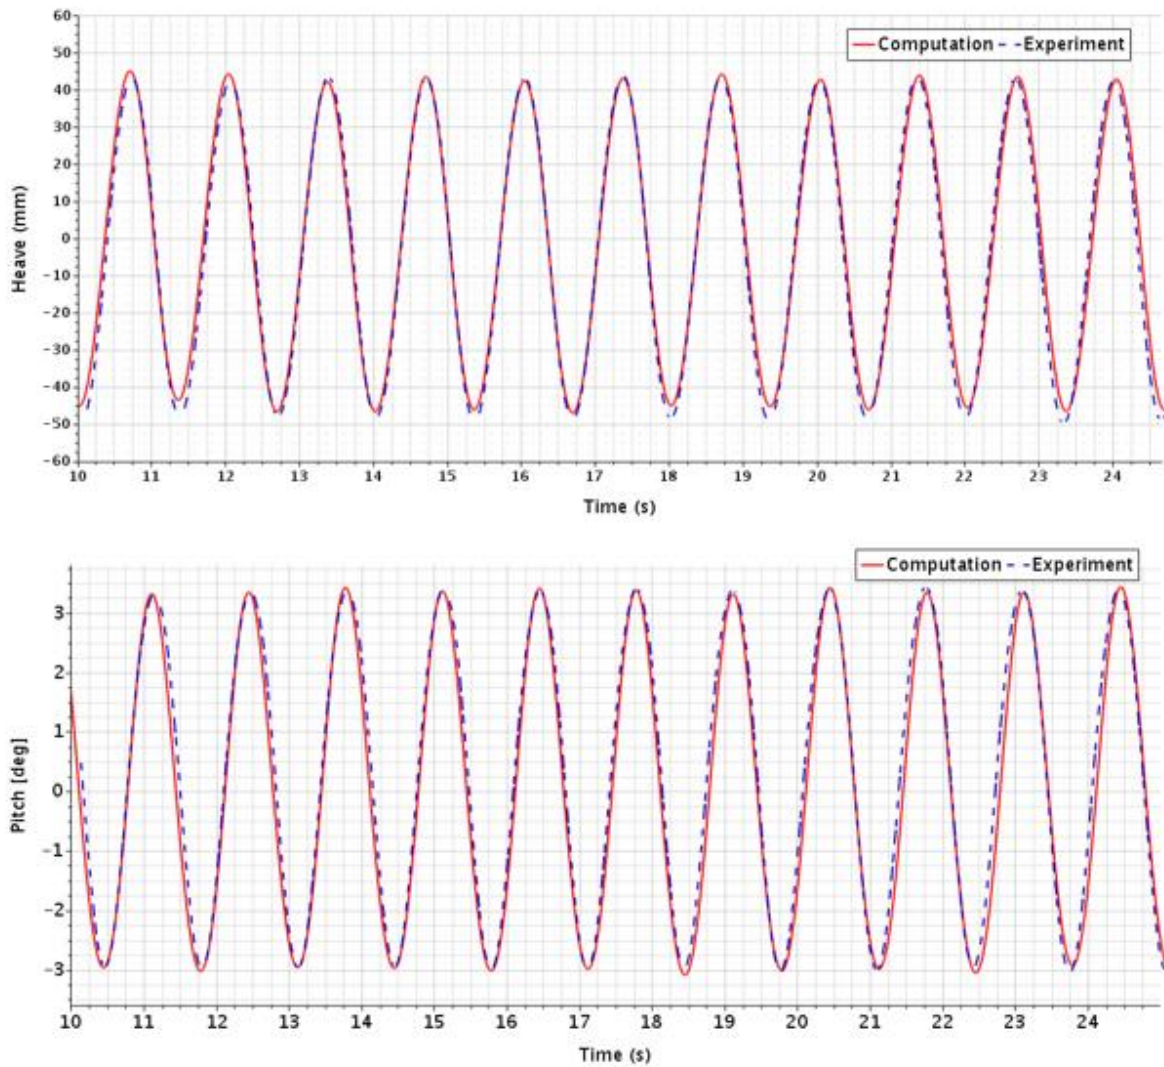 60
50
40
30
20
10
0
-10
-20
-30
-40
-50
-60
Heave (mm)
Computation Experiment
10 11 12 13 14 15 16 17 18 19 20 21 22 23 24
Time (s)
Computation Experiment
3
2
1
0
-1
-2
-3
Pitch [deg]
10 11 12 13 14 15 16 17 18 19 20 21 22 23 24
Time (s)